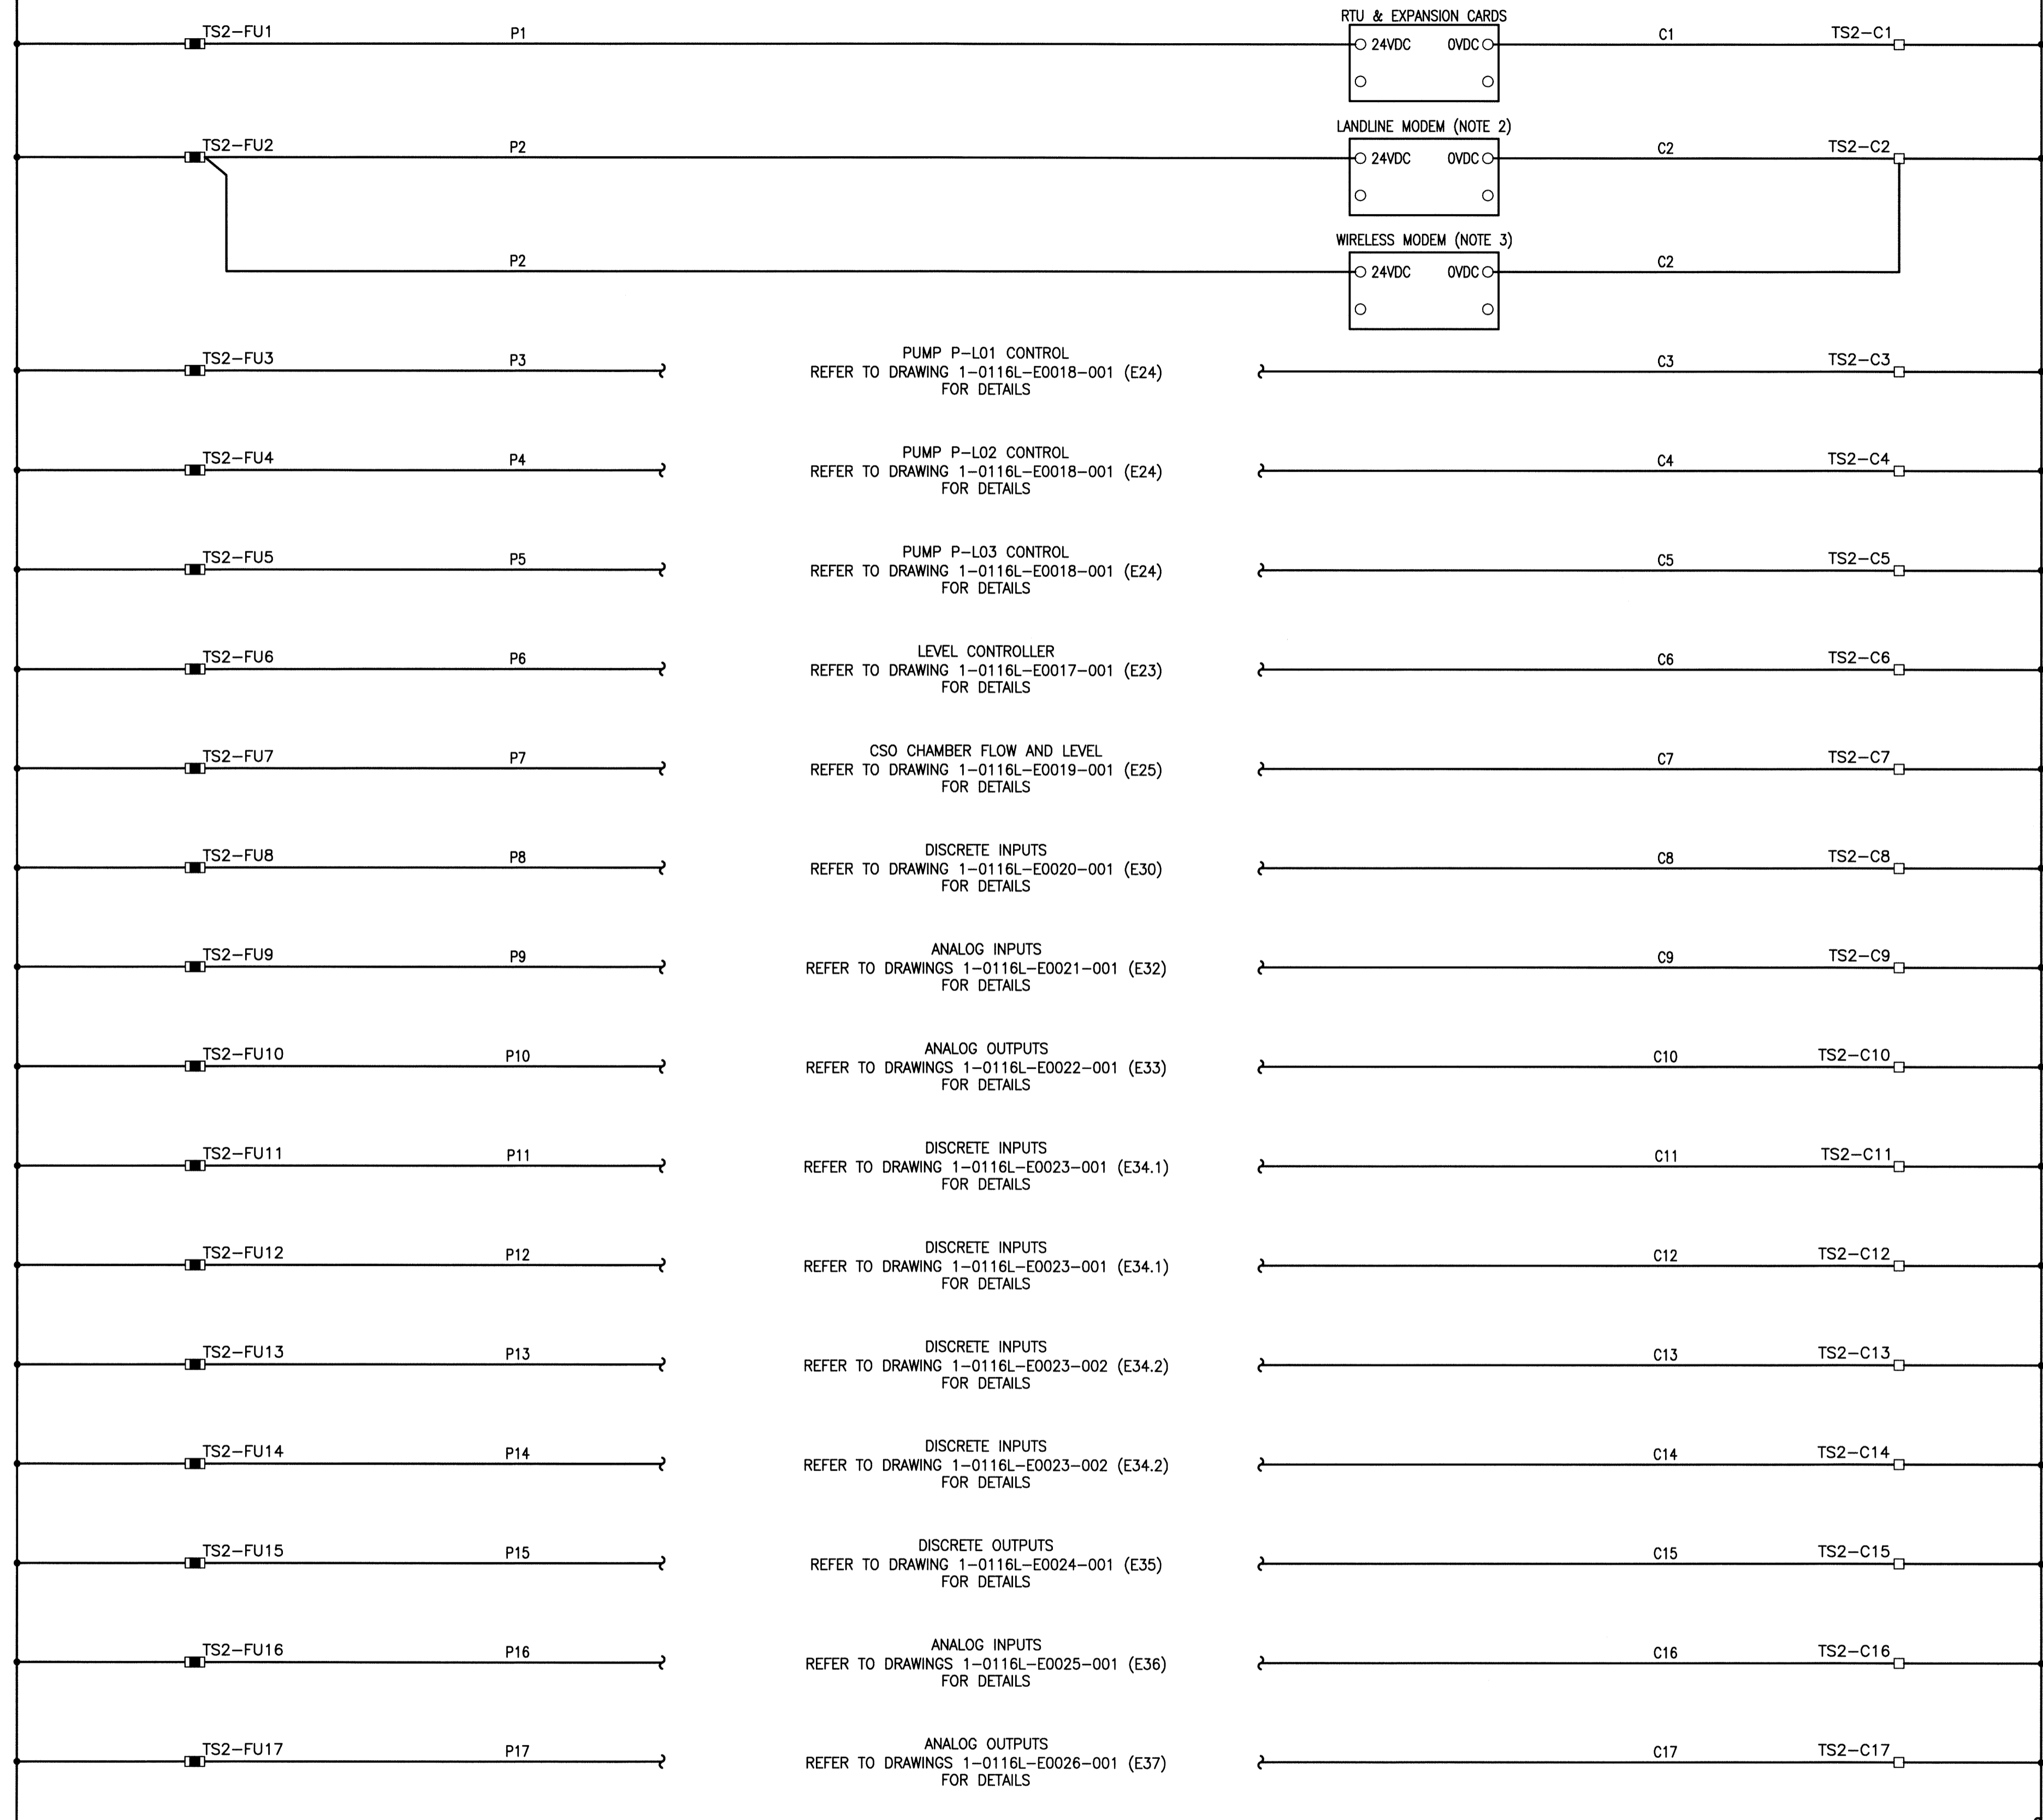 RTU & EXPANSION CARDS
TS2-FU1 P1 24VDC 0VDC C1 TS2-C1
LANDLINE MODEM (NOTE 2)
TS2-FU2 P2 24VDC 0VDC C2 TS2-C2
WIRELESS MODEM (NOTE 3)
P2 24VDC 0VDC C2
PUMP P-L01 CONTROL
TS2-FU3 P3 REFER TO DRAWING 1-0116L-E0018-001 (E24) C3 TS2-C3
FOR DETAILS
PUMP P-L02 CONTROL
TS2-FU4 P4 REFER TO DRAWING 1-0116L-E0018-001 (E24) C4 TS2-C4
FOR DETAILS
PUMP P-L03 CONTROL
TS2-FU5 P5 REFER TO DRAWING 1-0116L-E0018-001 (E24) C5 TS2-C5
FOR DETAILS
LEVEL CONTROLLER
TS2-FU6 P6 REFER TO DRAWING 1-0116L-E0017-001 (E23) C6 TS2-C6
FOR DETAILS
CSO CHAMBER FLOW AND LEVEL
TS2-FU7 P7 REFER TO DRAWING 1-0116L-E0019-001 (E25) C7 TS2-C7
FOR DETAILS
DISCRETE INPUTS
TS2-FU8 P8 REFER TO DRAWING 1-0116L-E0020-001 (E30) C8 TS2-C8
FOR DETAILS
ANALOG INPUTS
TS2-FU9 P9 REFER TO DRAWINGS 1-0116L-E0021-001 (E32) C9 TS2-C9
FOR DETAILS
ANALOG OUTPUTS
TS2-FU10 P10 REFER TO DRAWINGS 1-0116L-E0022-001 (E33) C10 TS2-C10
FOR DETAILS
DISCRETE INPUTS
TS2-FU11 P11 REFER TO DRAWING 1-0116L-E0023-001 (E34.1) C11 TS2-C11
FOR DETAILS
DISCRETE INPUTS
TS2-FU12 P12 REFER TO DRAWING 1-0116L-E0023-001 (E34.1) C12 TS2-C12
FOR DETAILS
DISCRETE INPUTS
TS2-FU13 P13 REFER TO DRAWING 1-0116L-E0023-002 (E34.2) C13 TS2-C13
FOR DETAILS
DISCRETE INPUTS
TS2-FU14 P14 REFER TO DRAWING 1-0116L-E0023-002 (E34.2) C14 TS2-C14
FOR DETAILS
DISCRETE OUTPUTS
TS2-FU15 P15 REFER TO DRAWING 1-0116L-E0024-001 (E35) C15 TS2-C15
FOR DETAILS
ANALOG INPUTS
TS2-FU16 P16 REFER TO DRAWINGS 1-0116L-E0025-001 (E36) C16 TS2-C16
FOR DETAILS
ANALOG OUTPUTS
TS2-FU17 P17 REFER TO DRAWINGS 1-0116L-E0026-001 (E37) C17 TS2-C17
FOR DETAILS